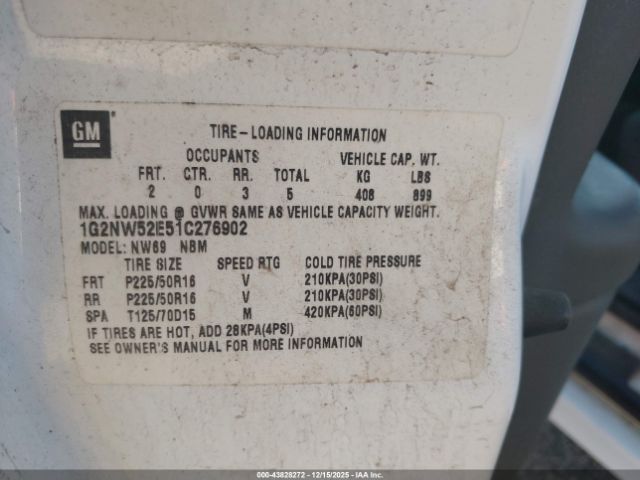 GM
TIRE-LOADING INFORMATION
OCCUPANTS VEHICLE CAP. WT.
FRT. CTR. RR. TOTAL KG LBS
2 0 3 5 408 899
MAX. LOADING @ GVWR SAME AS VEHICLE CAPACITY WEIGHT.
1G2NW52E51C276902
MODEL: NW69 NBM
TIRE SIZE SPEED RTG COLD TIRE PRESSURE
FRT P225/50R16 V 210KPA(30PSI)
RR P225/50R16 V 210KPA(30PSI)
SPA T125/70D15 M 420KPA(60PSI)
IF TIRES ARE HOT, ADD 28KPA(4PSI)
SEE OWNER'S MANUAL FOR MORE INFORMATION
000-43828272 - 12/15/2025 - IAA Holdings, LLC - Copyright